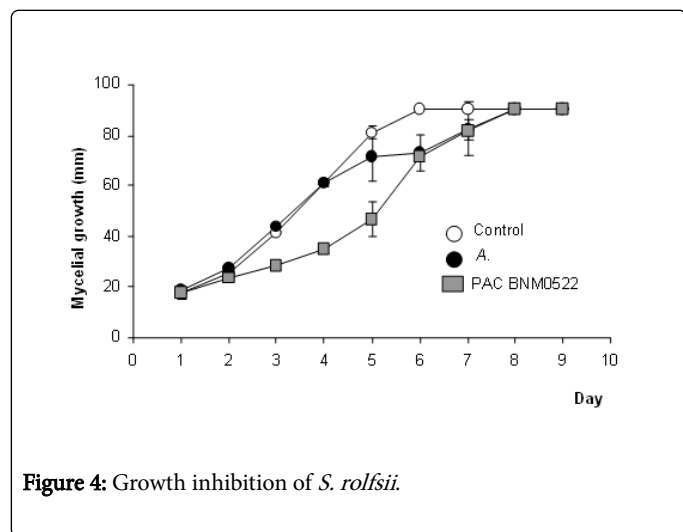 100
80
60
40
20
0
Mycelial growth (mm)
Control
A.
PAC BNM0522
0 1 2 3 4 5 6 7 8 9 10
Day
Figure 4: Growth inhibition of S. rolfsii.